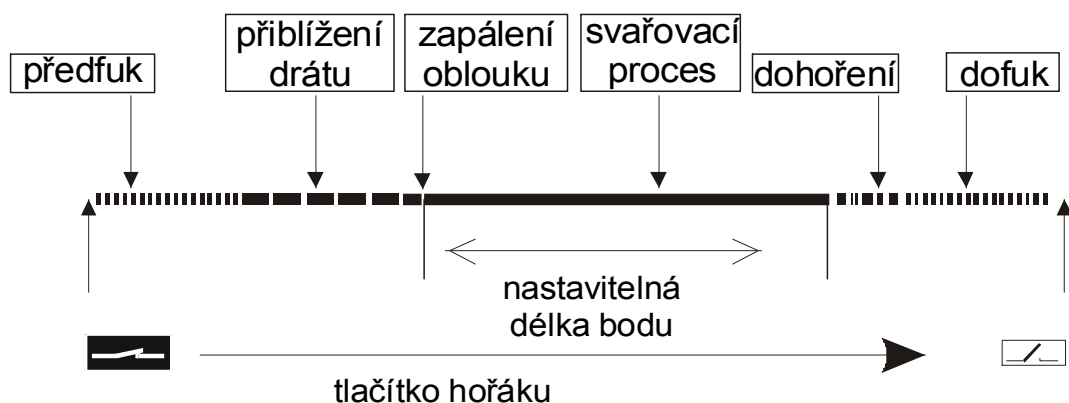 předfuk
přiblížení
drátu
zapálení
oblouku
svařovací
proces
dohoření
dofuk
nastavitelná
délka bodu
tlačítko hořáku